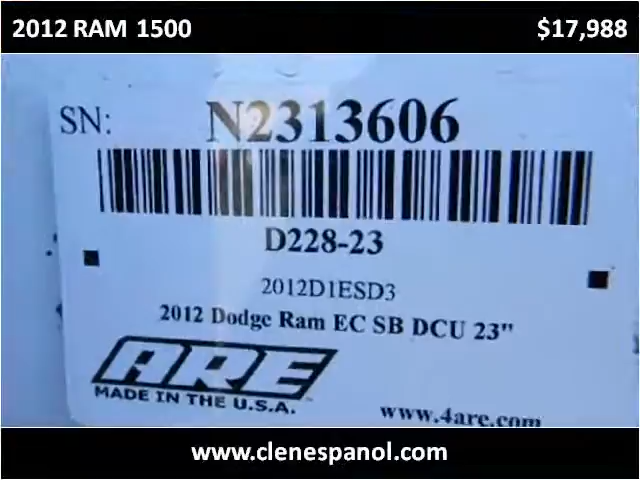 2012 RAM 1500 $17,988
SN: N2313606
D228-23
2012D1ESD3
2012 Dodge Ram EC SB DCU 23"
ARE
MADE IN THE U.S.A.
www.4are.com
www.clenespanol.com